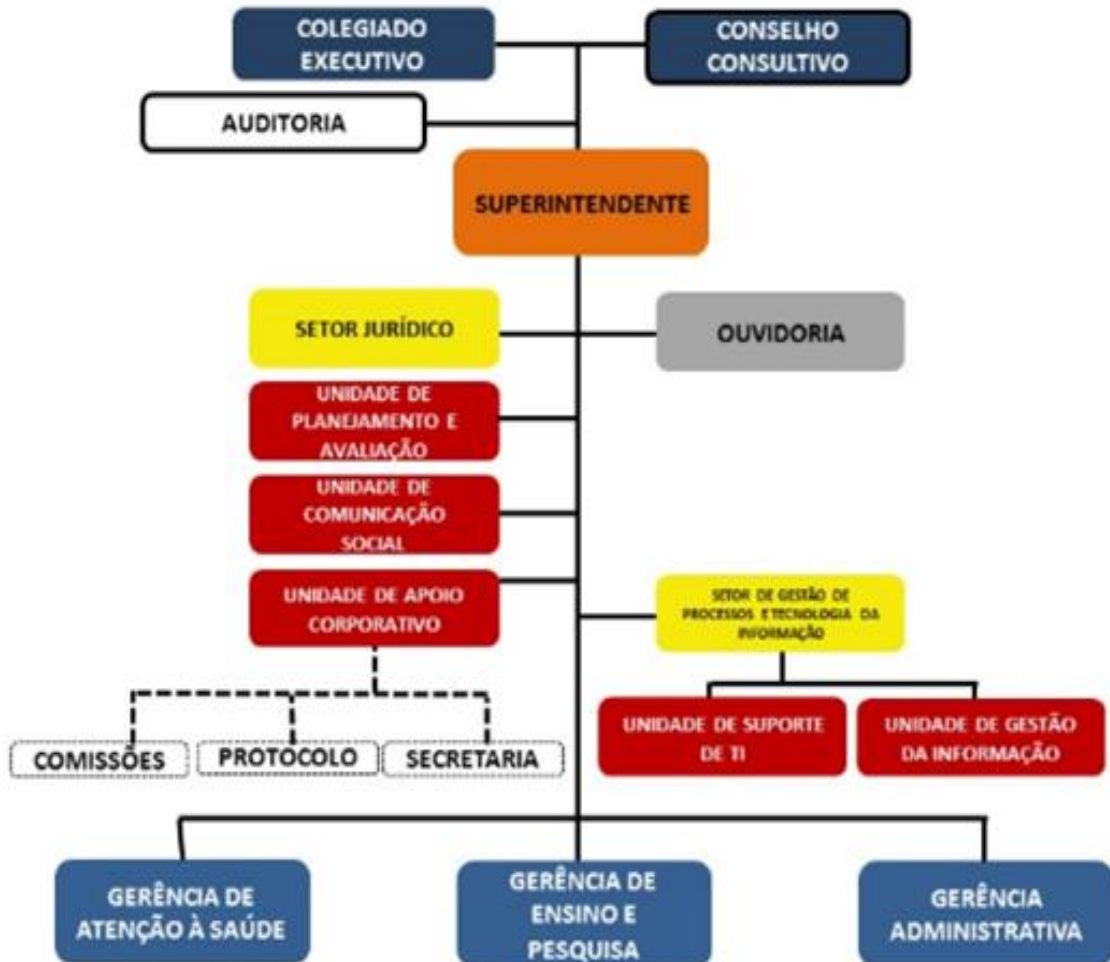 COLEGIADO
EXECUTIVO
CONSELHO
CONSULTIVO
AUDITORIA
SUPERINTENDENTE
SETOR JURÍDICO
OUVIDORIA
UNIDADE DE
PLANEJAMENTO E
AVALIAÇÃO
UNIDADE DE
COMUNICAÇÃO
SOCIAL
UNIDADE DE APOIO
CORPORATIVO
SETOR DE GESTÃO DE
PROCESSOS E TECNOLOGIA DA
INFORMAÇÃO
UNIDADE DE SUPORTE
DE TI
UNIDADE DE GESTÃO
DA INFORMAÇÃO
COMISSÕES
PROTOCOLO
SECRETARIA
GERÊNCIA DE
ATENÇÃO À SAÚDE
GERÊNCIA DE
ENSINO E
PESQUISA
GERÊNCIA
ADMINISTRATIVA